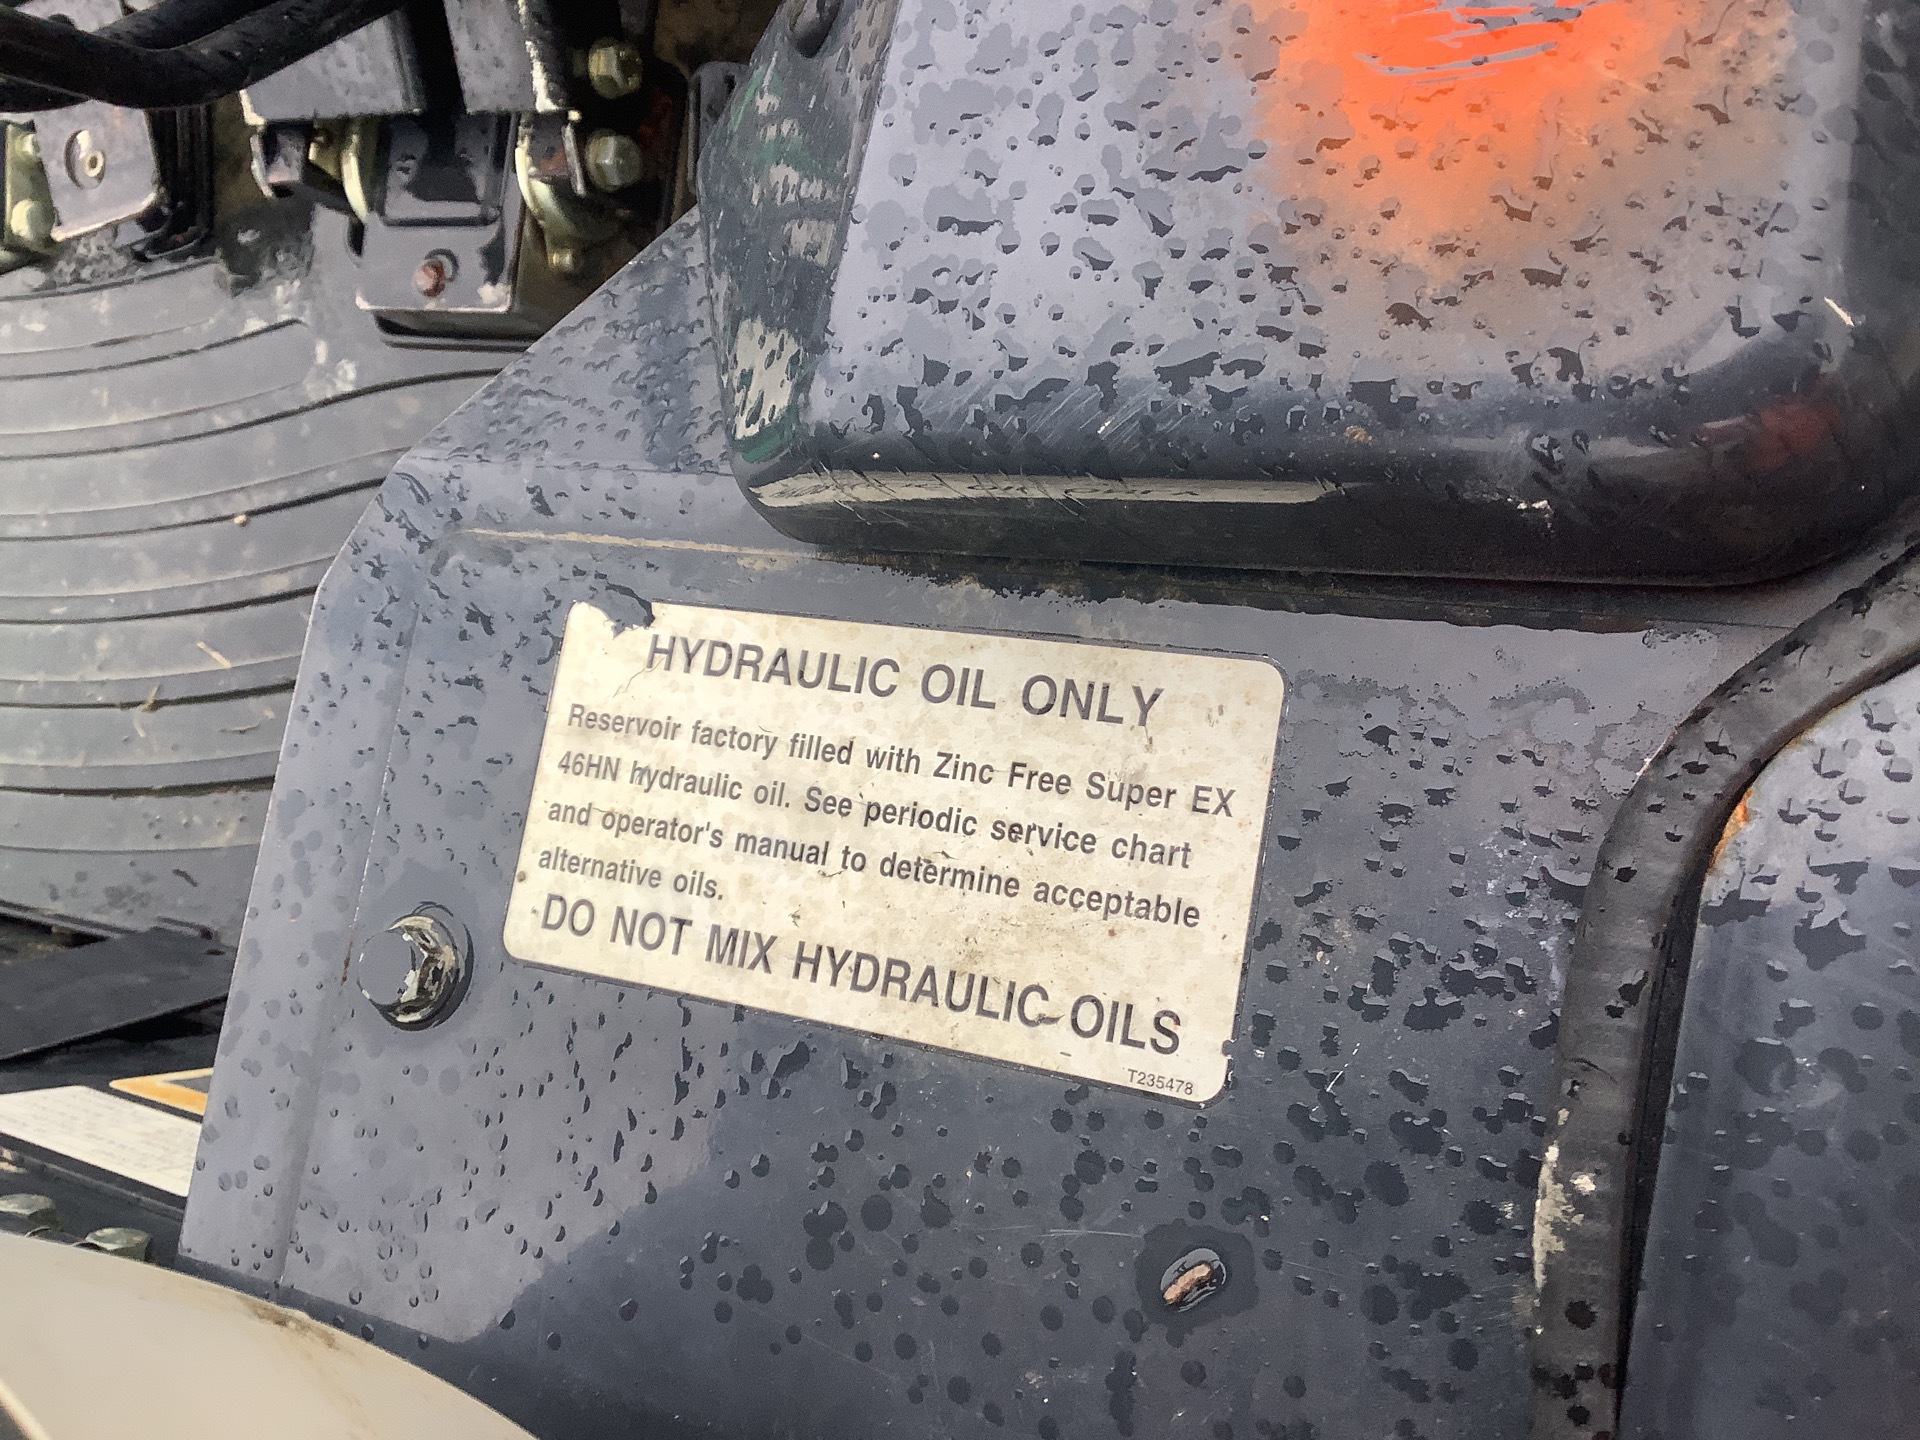 HYDRAULIC OIL ONLY
Reservoir factory filled with Zinc Free Super EX
46HN hydraulic oil. See periodic service chart
and operator's manual to determine acceptable
alternative oils.
DO NOT MIX HYDRAULIC OILS
T235478